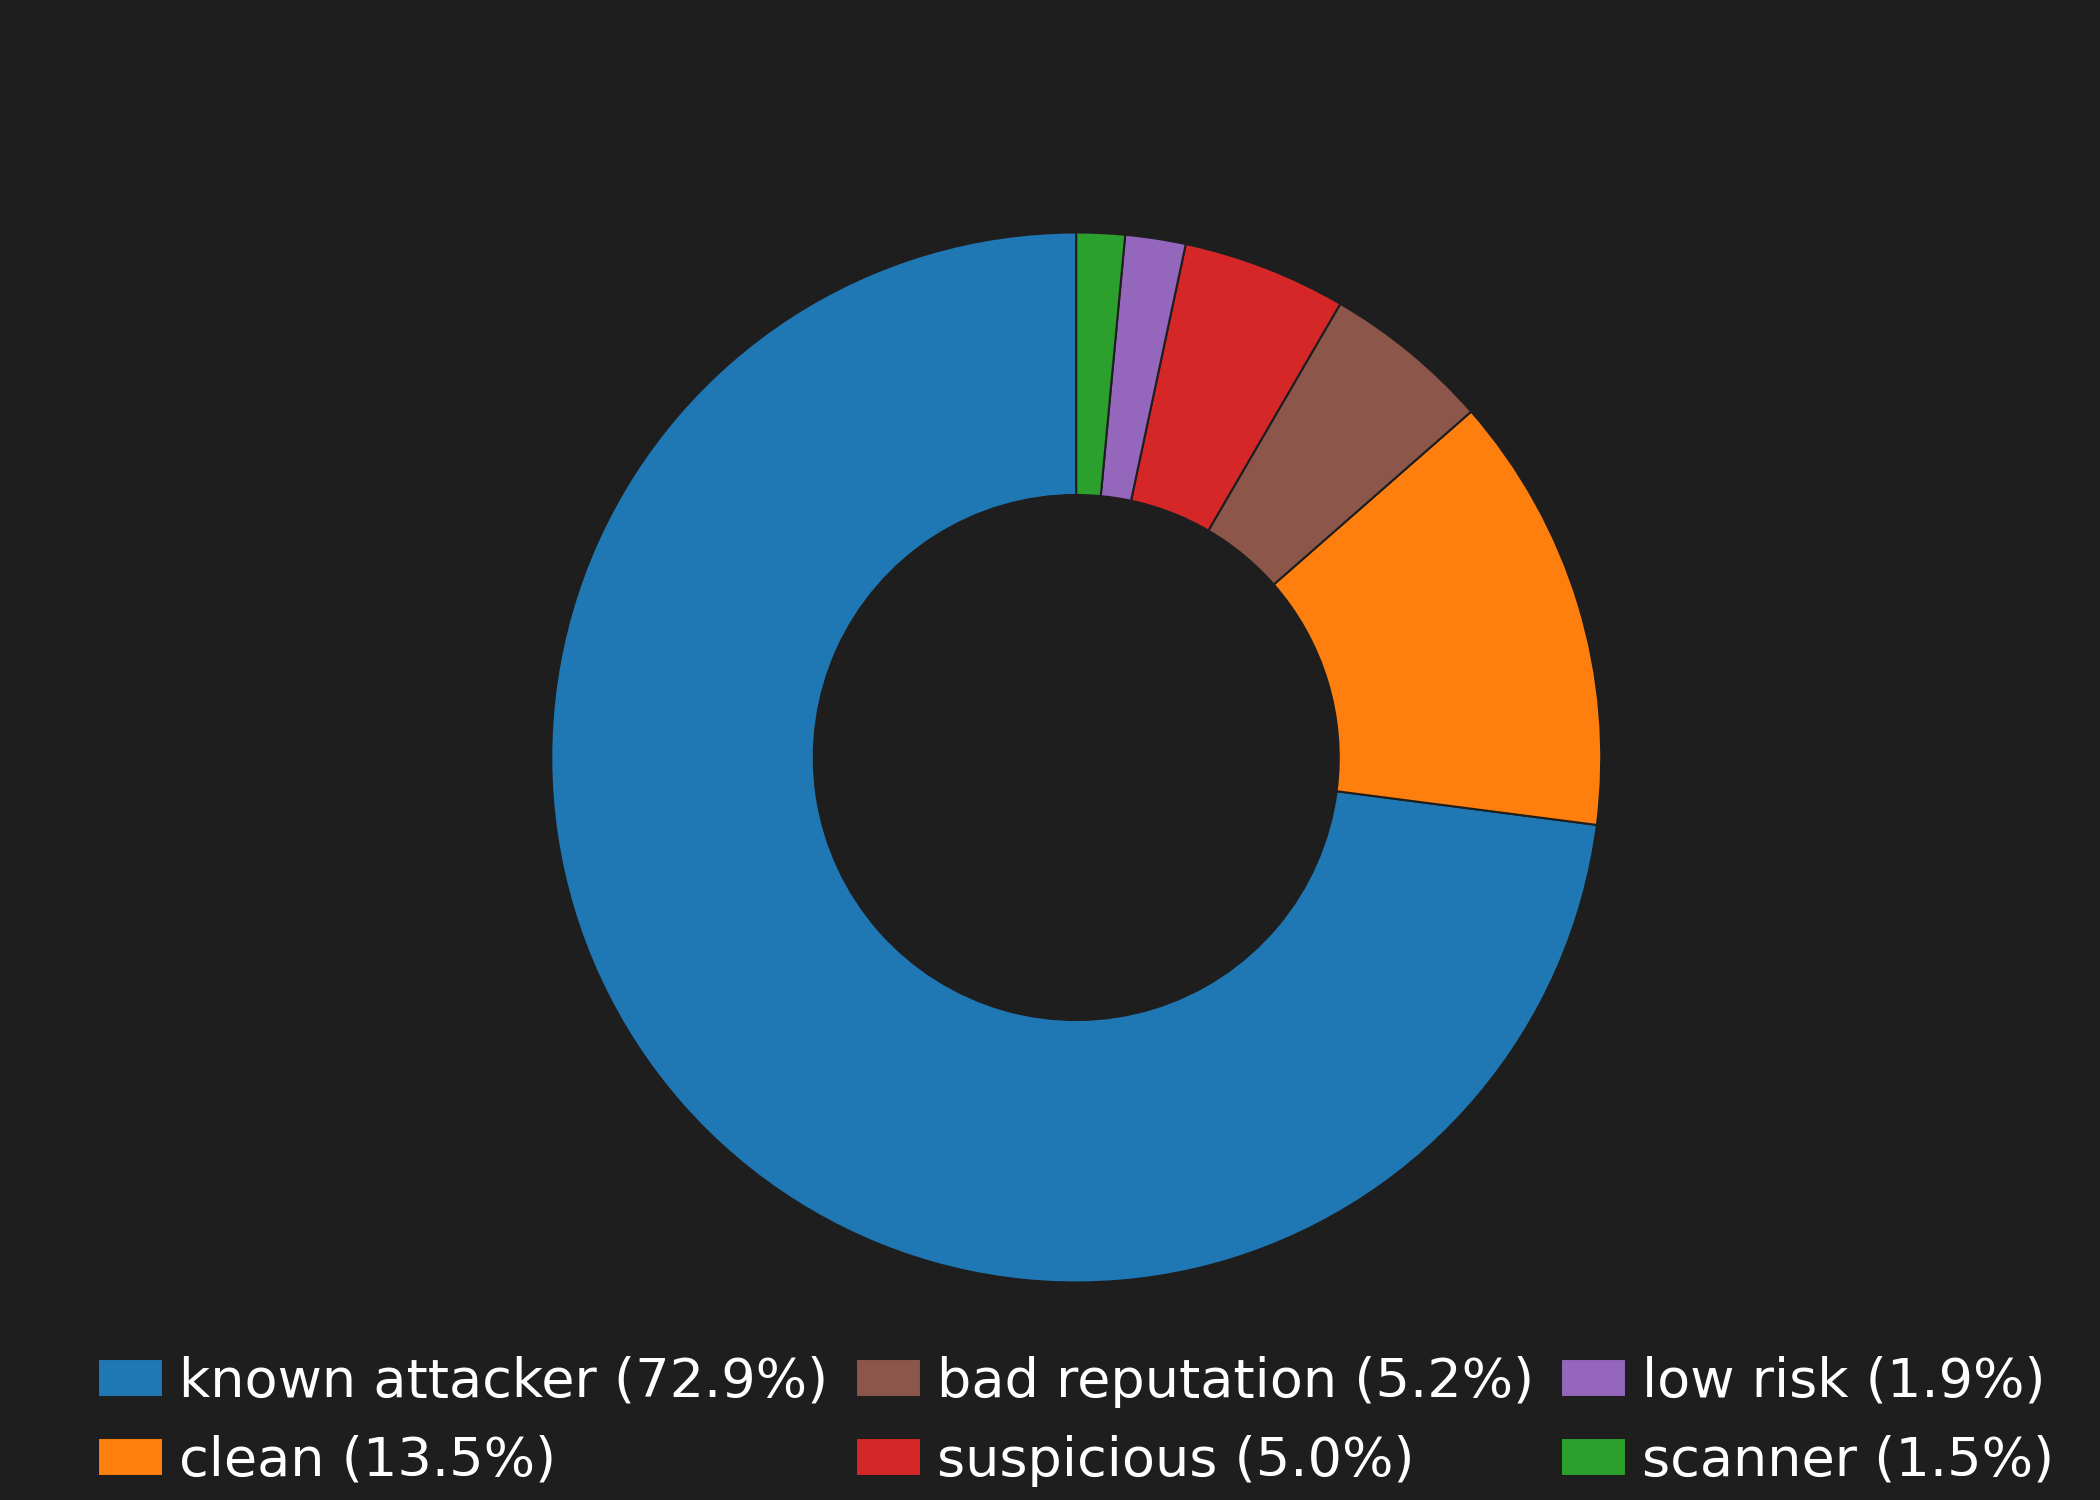 known attacker (72.9%)
clean (13.5%)
bad reputation (5.2%)
suspicious (5.0%)
low risk (1.9%)
scanner (1.5%)